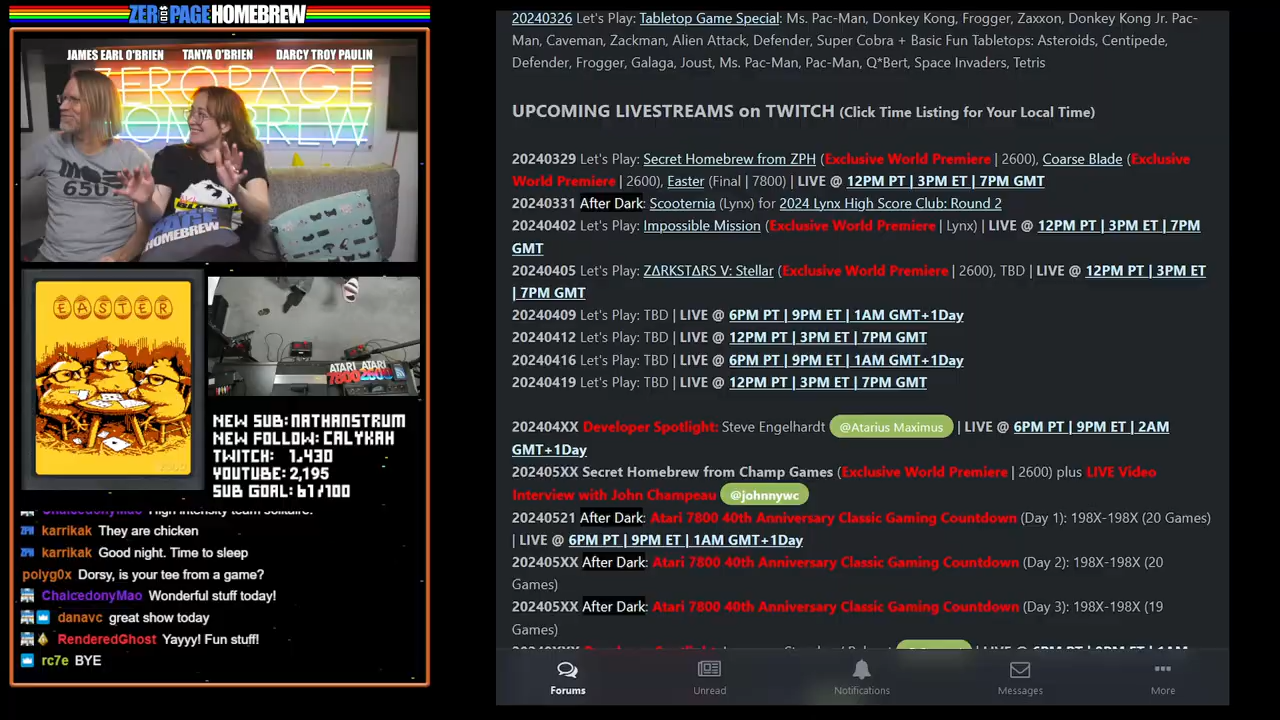 ZEROPAGEHOMEBREW
JAMES EARL O'BRIEN TANYA O'BRIEN DARCY TROY PAULIN
ZEROPAGE
HOMEBREW
650
PAGE
HOMEBREW
EASTER
ATARI ATARI
7800 2600
NEW SUB:NATHANSTRUM
NEW FOLLOW:CALYKAH
TWITCH: 1,430
YOUTUBE: 2,195
SUB GOAL: 67/100
ChalcedonyMao High intensity team solitaire!
karrikak They are chicken
karrikak Good night. Time to sleep
polyg0x Dorsy, is your tee from a game?
ChalcedonyMao Wonderful stuff today!
danavc great show today
RenderedGhost Yayyy! Fun stuff!
rc7e BYE
20240326 Let's Play: Tabletop Game Special: Ms. Pac-Man, Donkey Kong, Frogger, Zaxxon, Donkey Kong Jr. Pac-
Man, Caveman, Zackman, Alien Attack, Defender, Super Cobra + Basic Fun Tabletops: Asteroids, Centipede,
Defender, Frogger, Galaga, Joust, Ms. Pac-Man, Pac-Man, Q*Bert, Space Invaders, Tetris
UPCOMING LIVESTREAMS on TWITCH (Click Time Listing for Your Local Time)
20240329 Let's Play: Secret Homebrew from ZPH (Exclusive World Premiere | 2600), Coarse Blade (Exclusive
World Premiere | 2600), Easter (Final | 7800) | LIVE @ 12PM PT | 3PM ET | 7PM GMT
20240331 After Dark: Scooternia (Lynx) for 2024 Lynx High Score Club: Round 2
20240402 Let's Play: Impossible Mission (Exclusive World Premiere | Lynx) | LIVE @ 12PM PT | 3PM ET | 7PM
GMT
20240405 Let's Play: ZΔRKSTΔRS V: Stellar (Exclusive World Premiere | 2600), TBD | LIVE @ 12PM PT | 3PM ET
| 7PM GMT
20240409 Let's Play: TBD | LIVE @ 6PM PT | 9PM ET | 1AM GMT+1Day
20240412 Let's Play: TBD | LIVE @ 12PM PT | 3PM ET | 7PM GMT
20240416 Let's Play: TBD | LIVE @ 6PM PT | 9PM ET | 1AM GMT+1Day
20240419 Let's Play: TBD | LIVE @ 12PM PT | 3PM ET | 7PM GMT
202404XX Developer Spotlight: Steve Engelhardt @Atarius Maximus | LIVE @ 6PM PT | 9PM ET | 2AM
GMT+1Day
202405XX Secret Homebrew from Champ Games (Exclusive World Premiere | 2600) plus LIVE Video
Interview with John Champeau @johnnywc
20240521 After Dark: Atari 7800 40th Anniversary Classic Gaming Countdown (Day 1): 198X-198X (20 Games)
| LIVE @ 6PM PT | 9PM ET | 1AM GMT+1Day
202405XX After Dark: Atari 7800 40th Anniversary Classic Gaming Countdown (Day 2): 198X-198X (20
Games)
202405XX After Dark: Atari 7800 40th Anniversary Classic Gaming Countdown (Day 3): 198X-198X (19
Games)
Forums Unread Notifications Messages More